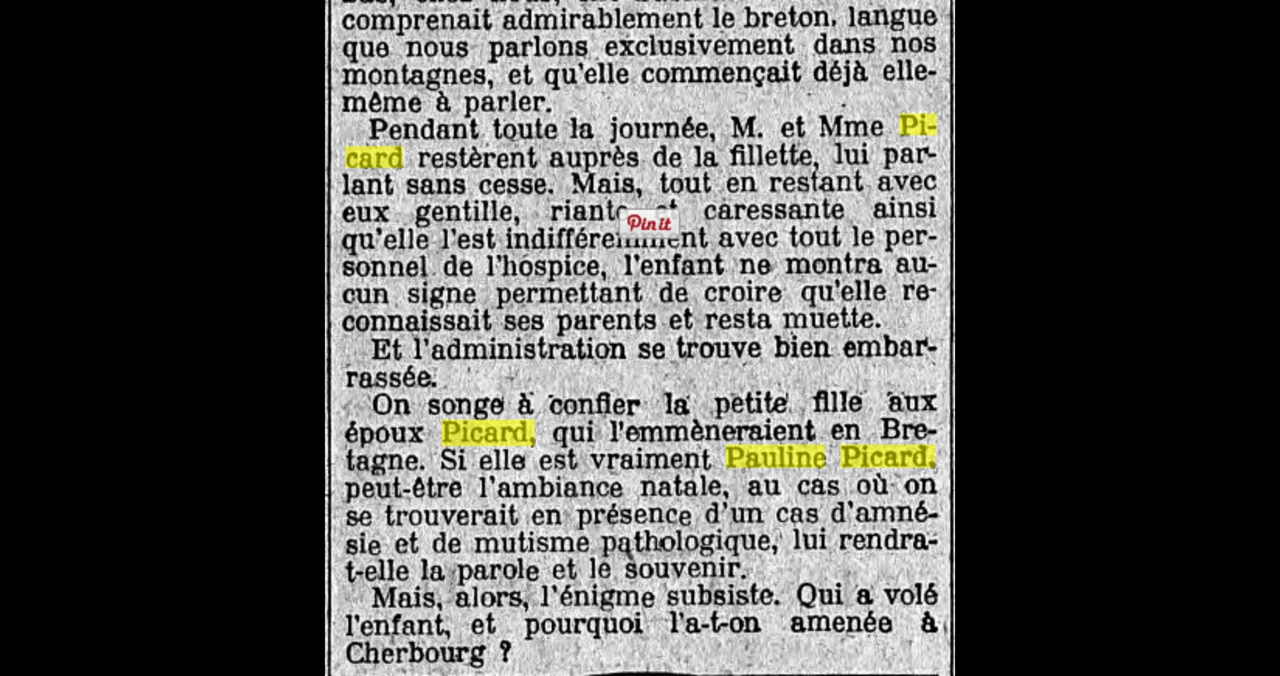 comprenait admirablement le breton, langue
que nous parlons exclusivement dans nos
montagnes, et qu'elle commençait déjà elle-
même à parler.
Pendant toute la journée, M. et Mme Pi-
card restèrent auprès de la fillette, lui par-
lant sans cesse. Mais, tout en restant avec
eux gentille, riante et caressante ainsi
Pin it
qu'elle l'est indifféremment avec tout le per-
sonnel de l'hospice, l'enfant ne montra au-
cun signe permettant de croire qu'elle re-
connaissait ses parents et resta muette.
Et l'administration se trouve bien embar-
rassée.
On songe à confier la petite fille aux
époux Picard, qui l'emmèneraient en Bre-
tagne. Si elle est vraiment Pauline Picard,
peut-être l'ambiance natale, au cas où on
se trouverait en présence d'un cas d'amné-
sie et de mutisme pathologique, lui rendra-
t-elle la parole et le souvenir.
Mais, alors, l'énigme subsiste. Qui a volé
l'enfant, et pourquoi l'a-t-on amenée à
Cherbourg ?